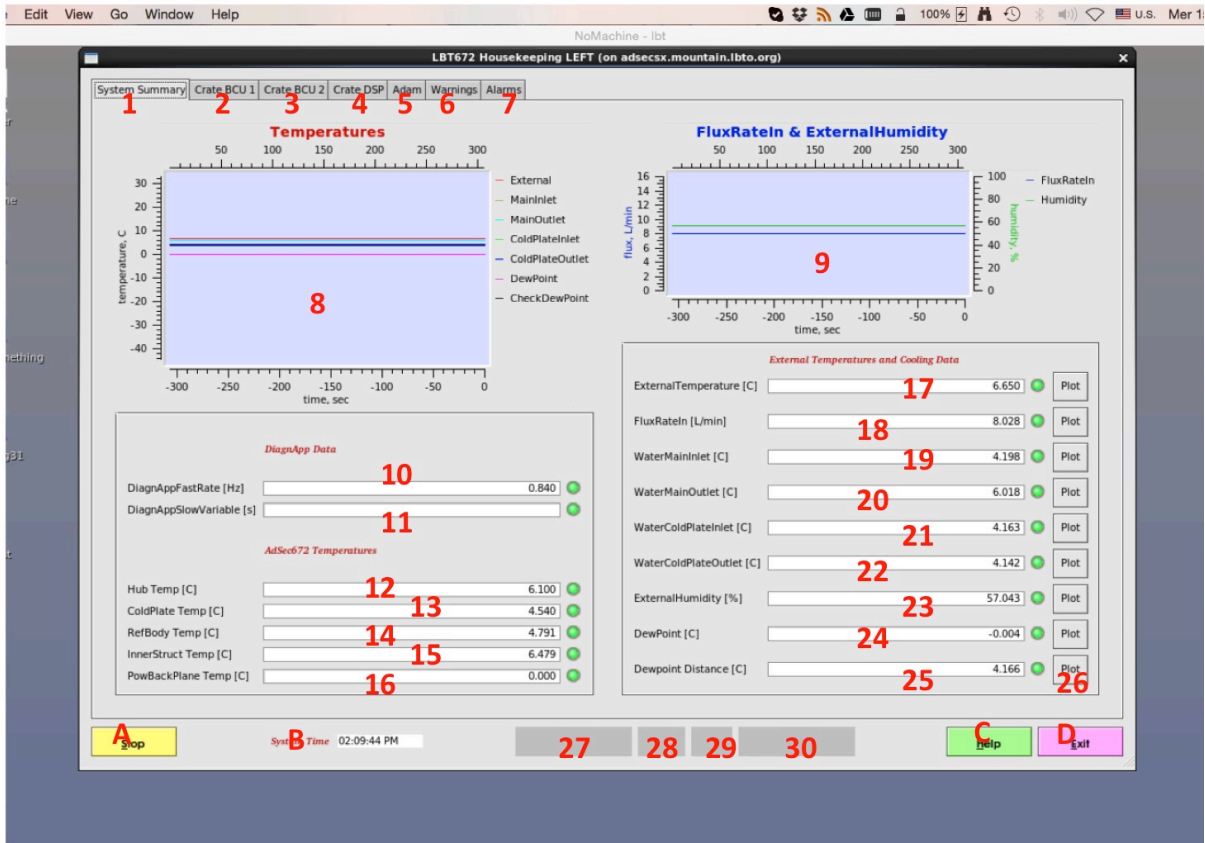 Edit View Go Window Help 100% U.S. Mer 1
NoMachine - lbt
LBT672 Housekeeping LEFT (on adsecsx.mountain.lbto.org) x
System Summary Crate BCU 1 Crate BCU 2 Crate DSP Adam Warnings Alarms
1 2 3 4 5 6 7
Temperatures
50 100 150 200 250 300
30
20
10
0
-10
-20
-30
-40
temperature, C
8
-300 -250 -200 -150 -100 -50 0
time, sec
External
MainInlet
MainOutlet
ColdPlateInlet
ColdPlateOutlet
DewPoint
CheckDewPoint
FluxRateIn & ExternalHumidity
50 100 150 200 250 300
16
14
12
10
8
6
4
2
0
flux, L/min
9
100
80
60
40
20
0
humidity, %
-300 -250 -200 -150 -100 -50 0
time, sec
FluxRateIn
Humidity
DiagnApp Data
10
DiagnAppFastRate [Hz] 0.840
DiagnAppSlowVariable [s]
11
AdSec672 Temperatures
Hub Temp [C] 12 6.100
ColdPlate Temp [C] 13 4.540
RefBody Temp [C] 14 4.791
InnerStruct Temp [C] 15 6.479
PowBackPlane Temp [C] 16 0.000
External Temperatures and Cooling Data
ExternalTemperature [C] 17 6.650 Plot
FluxRateIn [L/min] 18 8.028 Plot
WaterMainInlet [C] 19 4.198 Plot
WaterMainOutlet [C] 20 6.018 Plot
WaterColdPlateInlet [C] 21 4.163 Plot
WaterColdPlateOutlet [C] 22 4.142 Plot
ExternalHumidity [%] 23 57.043 Plot
DewPoint [C] 24 -0.004 Plot
Dewpoint Distance [C] 25 4.166 Plot
26
A Stop System Time B 02:09:44 PM 27 28 29 30 C Help D Exit
ne
nething
g31